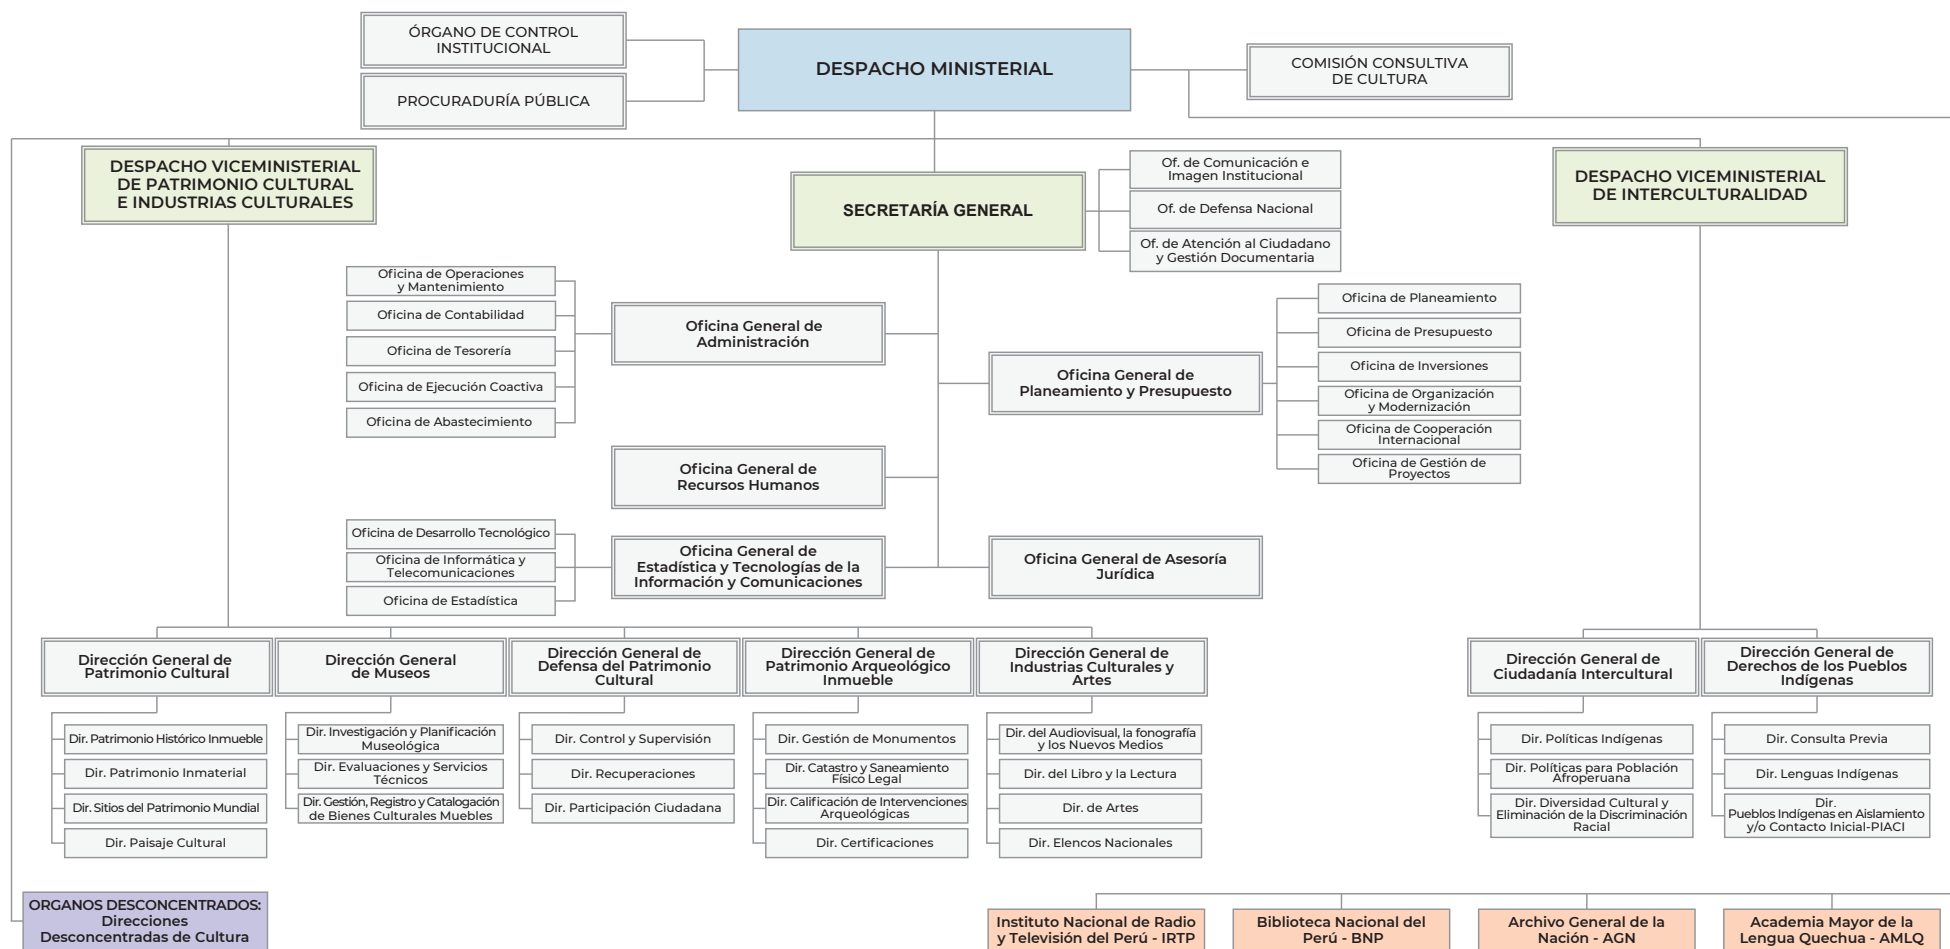 ÓRGANO DE CONTROL
INSTITUCIONAL
PROCURADURÍA PÚBLICA
DESPACHO MINISTERIAL
COMISIÓN CONSULTIVA
DE CULTURA
DESPACHO VICEMINISTERIAL
DE PATRIMONIO CULTURAL
E INDUSTRIAS CULTURALES
SECRETARÍA GENERAL
Of. de Comunicación e
Imagen Institucional
Of. de Defensa Nacional
Of. de Atención al Ciudadano
y Gestión Documentaria
DESPACHO VICEMINISTERIAL
DE INTERCULTURALIDAD
Oficina de Operaciones
y Mantenimiento
Oficina de Contabilidad
Oficina de Tesorería
Oficina de Ejecución Coactiva
Oficina de Abastecimiento
Oficina General de
Administración
Oficina General de
Planeamiento y Presupuesto
Oficina de Planeamiento
Oficina de Presupuesto
Oficina de Inversiones
Oficina de Organización
y Modernización
Oficina de Cooperación
Internacional
Oficina de Gestión de
Proyectos
Oficina General de
Recursos Humanos
Oficina de Desarrollo Tecnológico
Oficina de Informática y
Telecomunicaciones
Oficina de Estadística
Oficina General de
Estadística y Tecnologías de la
Información y Comunicaciones
Oficina General de Asesoría
Jurídica
Dirección General de
Patrimonio Cultural
Dir. Patrimonio Histórico Inmueble
Dir. Patrimonio Inmaterial
Dir. Sitios del Patrimonio Mundial
Dir. Paisaje Cultural
Dirección General
de Museos
Dir. Investigación y Planificación
Museológica
Dir. Evaluaciones y Servicios
Técnicos
Dir. Gestión, Registro y Catalogación
de Bienes Culturales Muebles
Dirección General de
Defensa del Patrimonio
Cultural
Dir. Control y Supervisión
Dir. Recuperaciones
Dir. Participación Ciudadana
Dirección General de
Patrimonio Arqueológico
Inmueble
Dir. Gestión de Monumentos
Dir. Catastro y Saneamiento
Físico Legal
Dir. Calificación de Intervenciones
Arqueológicas
Dir. Certificaciones
Dirección General de
Industrias Culturales y
Artes
Dir. del Audiovisual, la fonografía
y los Nuevos Medios
Dir. del Libro y la Lectura
Dir. de Artes
Dir. Elencos Nacionales
Dirección General de
Ciudadanía Intercultural
Dir. Políticas Indígenas
Dir. Políticas para Población
Afroperuana
Dir. Diversidad Cultural y
Eliminación de la Discriminación
Racial
Dirección General de
Derechos de los Pueblos
Indígenas
Dir. Consulta Previa
Dir. Lenguas Indígenas
Dir.
Pueblos Indígenas en Aislamiento
y/o Contacto Inicial-PIACI
ORGANOS DESCONCENTRADOS:
Direcciones
Desconcentradas de Cultura
Instituto Nacional de Radio
y Televisión del Perú - IRTP
Biblioteca Nacional del
Perú - BNP
Archivo General de la
Nación - AGN
Academia Mayor de la
Lengua Quechua - AMLQ